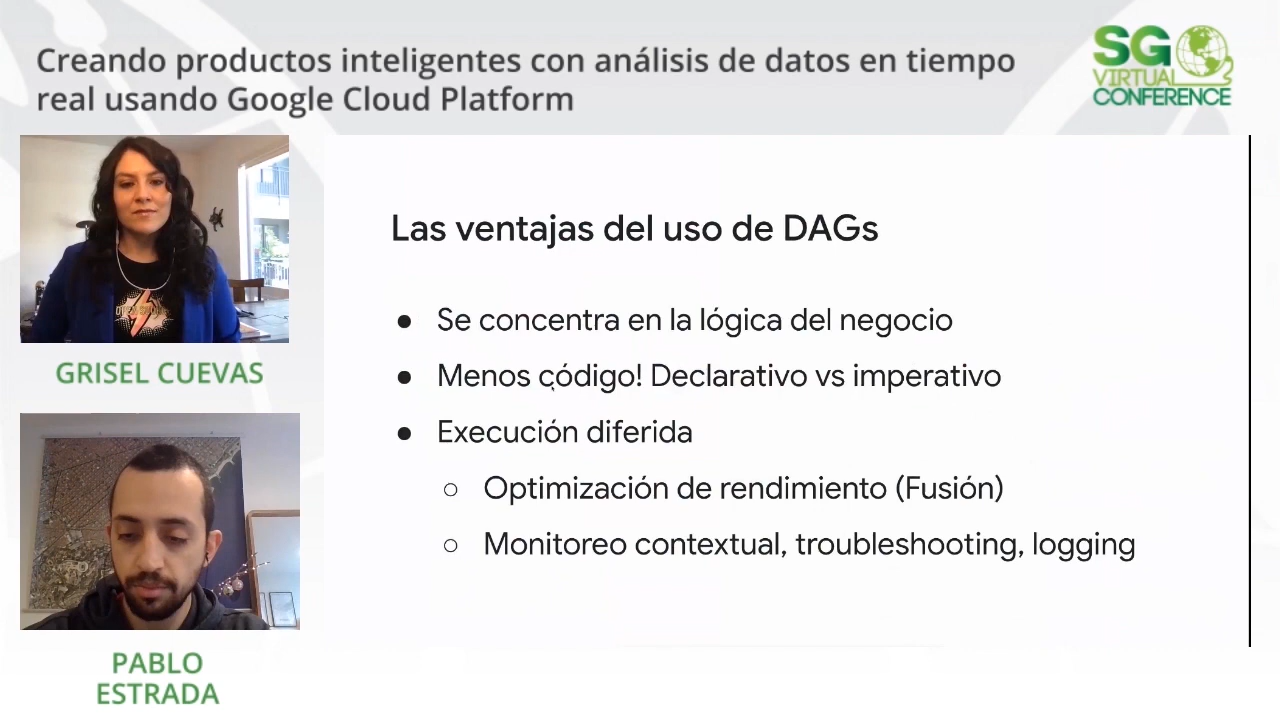 Creando productos inteligentes con análisis de datos en tiempo
real usando Google Cloud Platform
SG
VIRTUAL
CONFERENCE
GRISEL CUEVAS
PABLO
ESTRADA
Las ventajas del uso de DAGs
● Se concentra en la lógica del negocio
● Menos código! Declarativo vs imperativo
● Execución diferida
○ Optimización de rendimiento (Fusión)
○ Monitoreo contextual, troubleshooting, logging